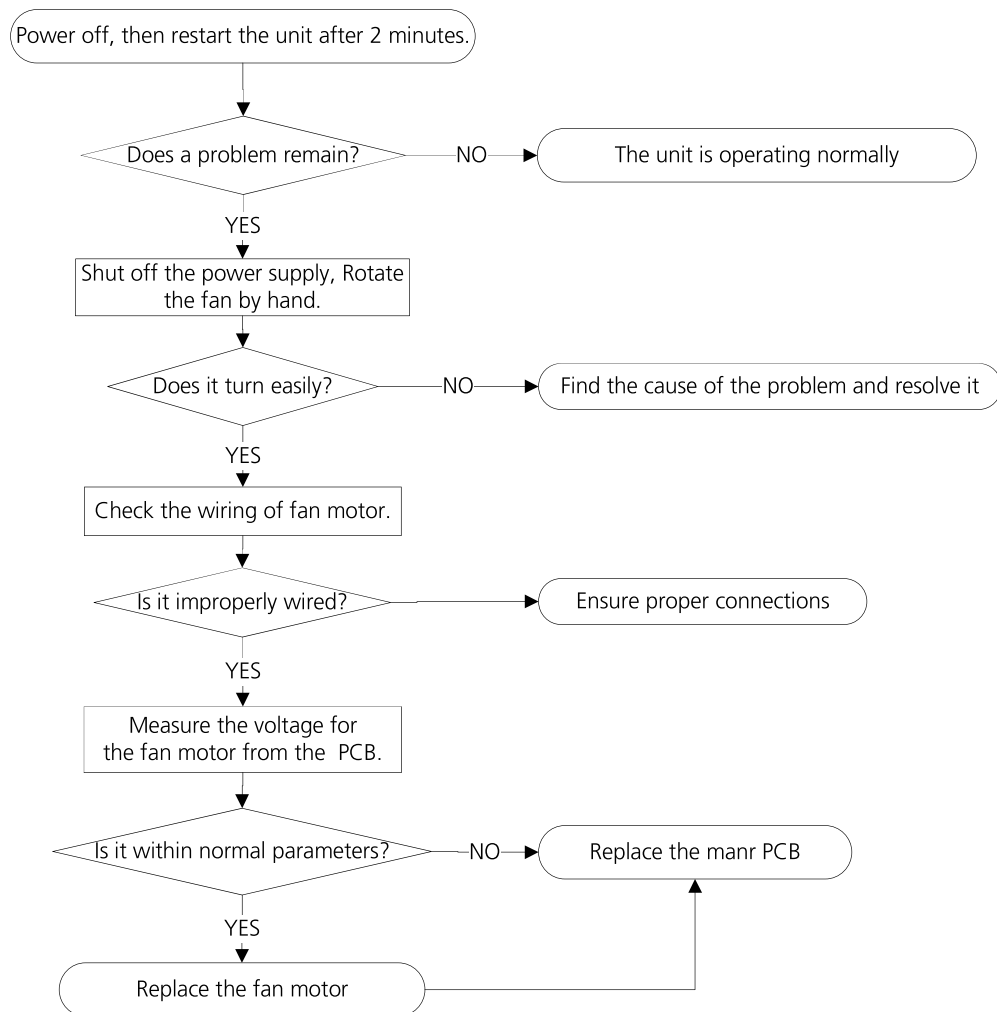 Power off, then restart the unit after 2 minutes.
Does a problem remain?
NO
The unit is operating normally
YES
Shut off the power supply, Rotate
the fan by hand.
Does it turn easily?
NO
Find the cause of the problem and resolve it
YES
Check the wiring of fan motor.
Is it improperly wired?
Ensure proper connections
YES
Measure the voltage for
the fan motor from the PCB.
Is it within normal parameters?
NO
Replace the manr PCB
YES
Replace the fan motor